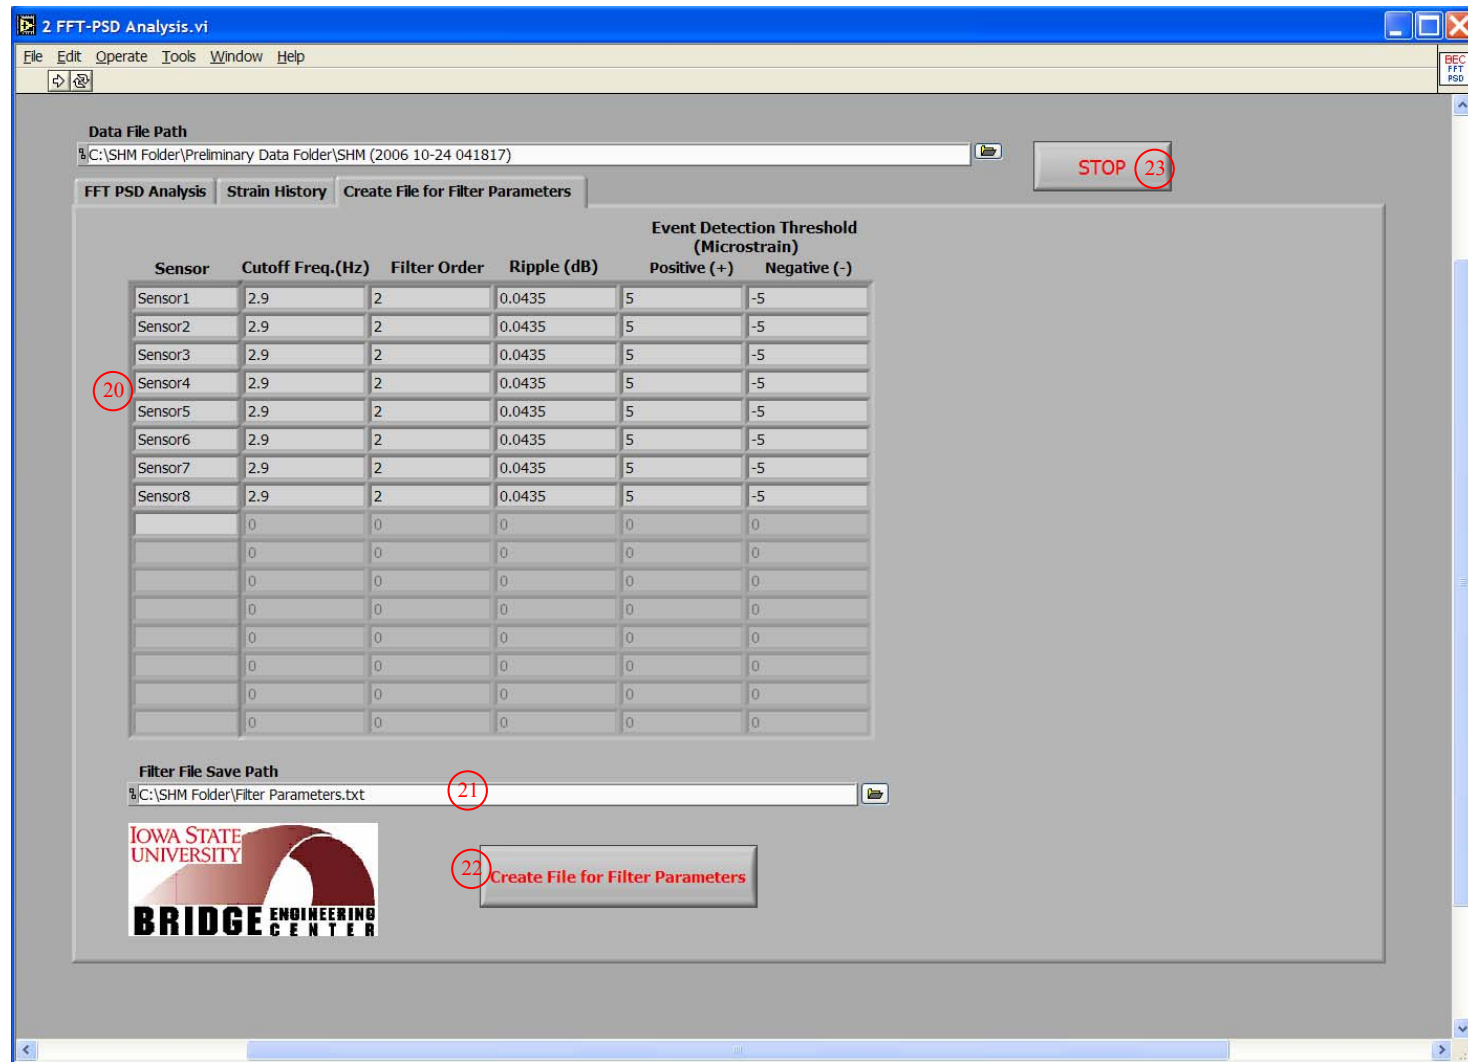 2 FFT-PSD Analysis.vi
File Edit Operate Tools Window Help
BEC
FFT
PSD
Data File Path
C:\SHM Folder\Preliminary Data Folder\SHM (2006 10-24 041817)
STOP 23
FFT PSD Analysis Strain History Create File for Filter Parameters
Event Detection Threshold
(Microstrain)
Sensor Cutoff Freq.(Hz) Filter Order Ripple (dB) Positive (+) Negative (-)
Sensor1 2.9 2 0.0435 5 -5
Sensor2 2.9 2 0.0435 5 -5
Sensor3 2.9 2 0.0435 5 -5
20 Sensor4 2.9 2 0.0435 5 -5
Sensor5 2.9 2 0.0435 5 -5
Sensor6 2.9 2 0.0435 5 -5
Sensor7 2.9 2 0.0435 5 -5
Sensor8 2.9 2 0.0435 5 -5
0 0 0 0 0
0 0 0 0 0
0 0 0 0 0
0 0 0 0 0
0 0 0 0 0
0 0 0 0 0
0 0 0 0 0
0 0 0 0 0
Filter File Save Path
C:\SHM Folder\Filter Parameters.txt 21
IOWA STATE
UNIVERSITY
BRIDGE ENGINEERING
CENTER
22 Create File for Filter Parameters